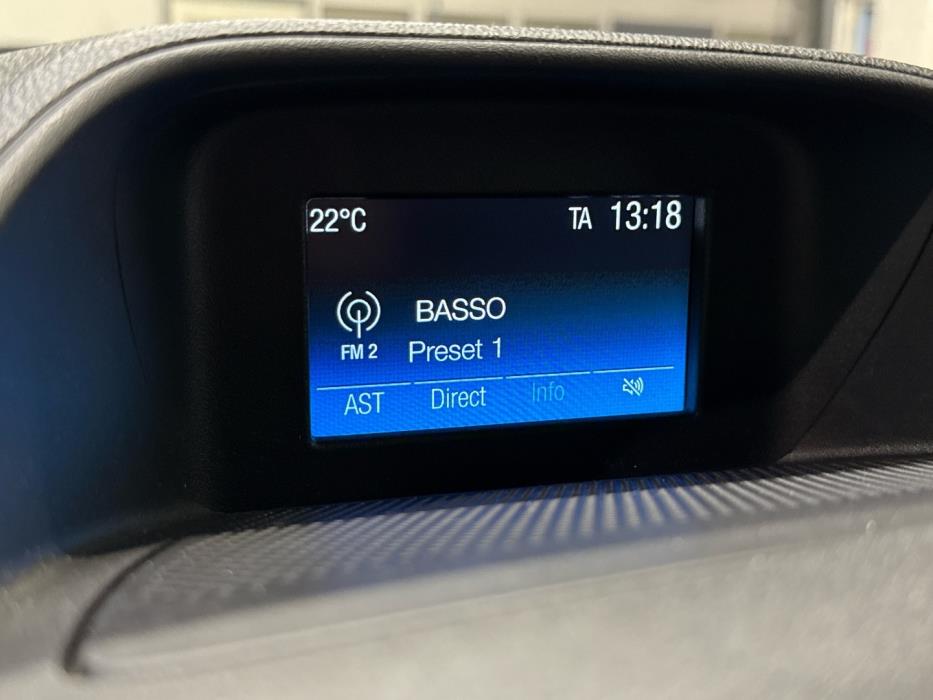 22°C TA 13:18
BASSO
FM 2 Preset 1
AST Direct Info